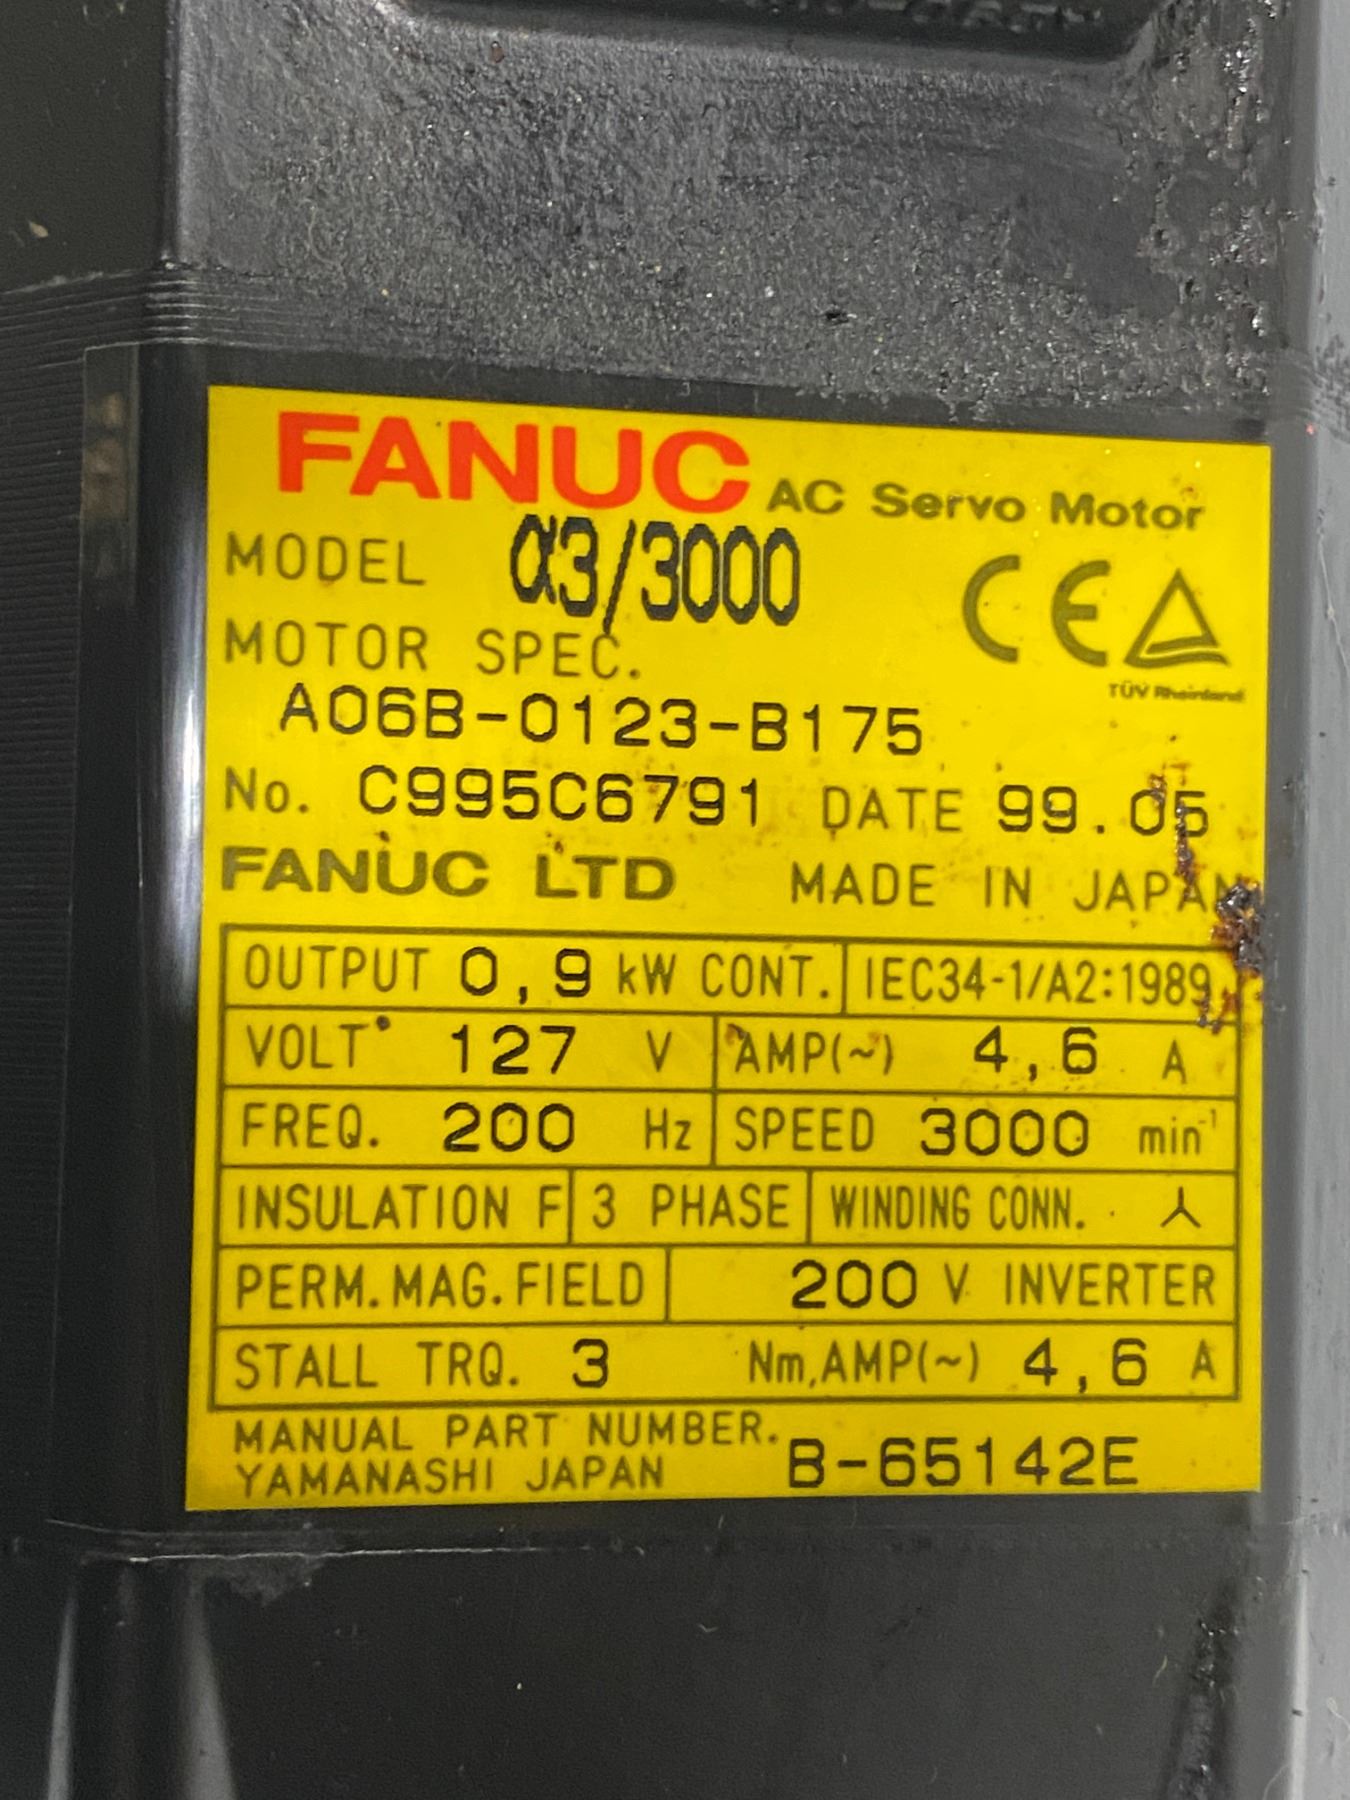 FANUC AC Servo Motor
MODEL α3/3000
CE
MOTOR SPEC.
TÜV Rheinland
A06B-0123-B175
No. C995C6791 DATE 99.05
FANUC LTD MADE IN JAPAN
OUTPUT 0,9 kW CONT. IEC34-1/A2:1989
VOLT 127 V AMP(~) 4,6 A
FREQ. 200 Hz SPEED 3000 min⁻¹
INSULATION F 3 PHASE WINDING CONN.
PERM.MAG.FIELD 200 V INVERTER
STALL TRQ. 3 Nm,AMP(~) 4,6 A
MANUAL PART NUMBER. B-65142E
YAMANASHI JAPAN